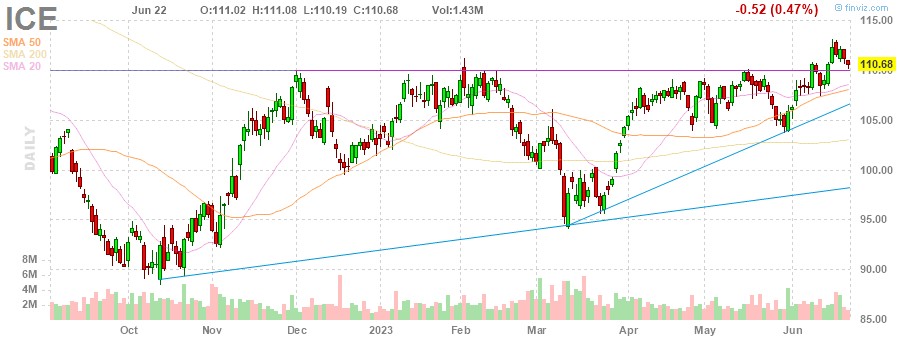 ICE
Jun 22 O:111.02 H:111.08 L:110.19 C:110.68 Vol:1.43M -0.52 (0.47%) © finviz.com
SMA 50
SMA 200
SMA 20
DAILY
115.00
110.68
105.00
100.00
95.00
90.00
85.00
8M
6M
4M
2M
Oct Nov Dec 2023 Feb Mar Apr May Jun